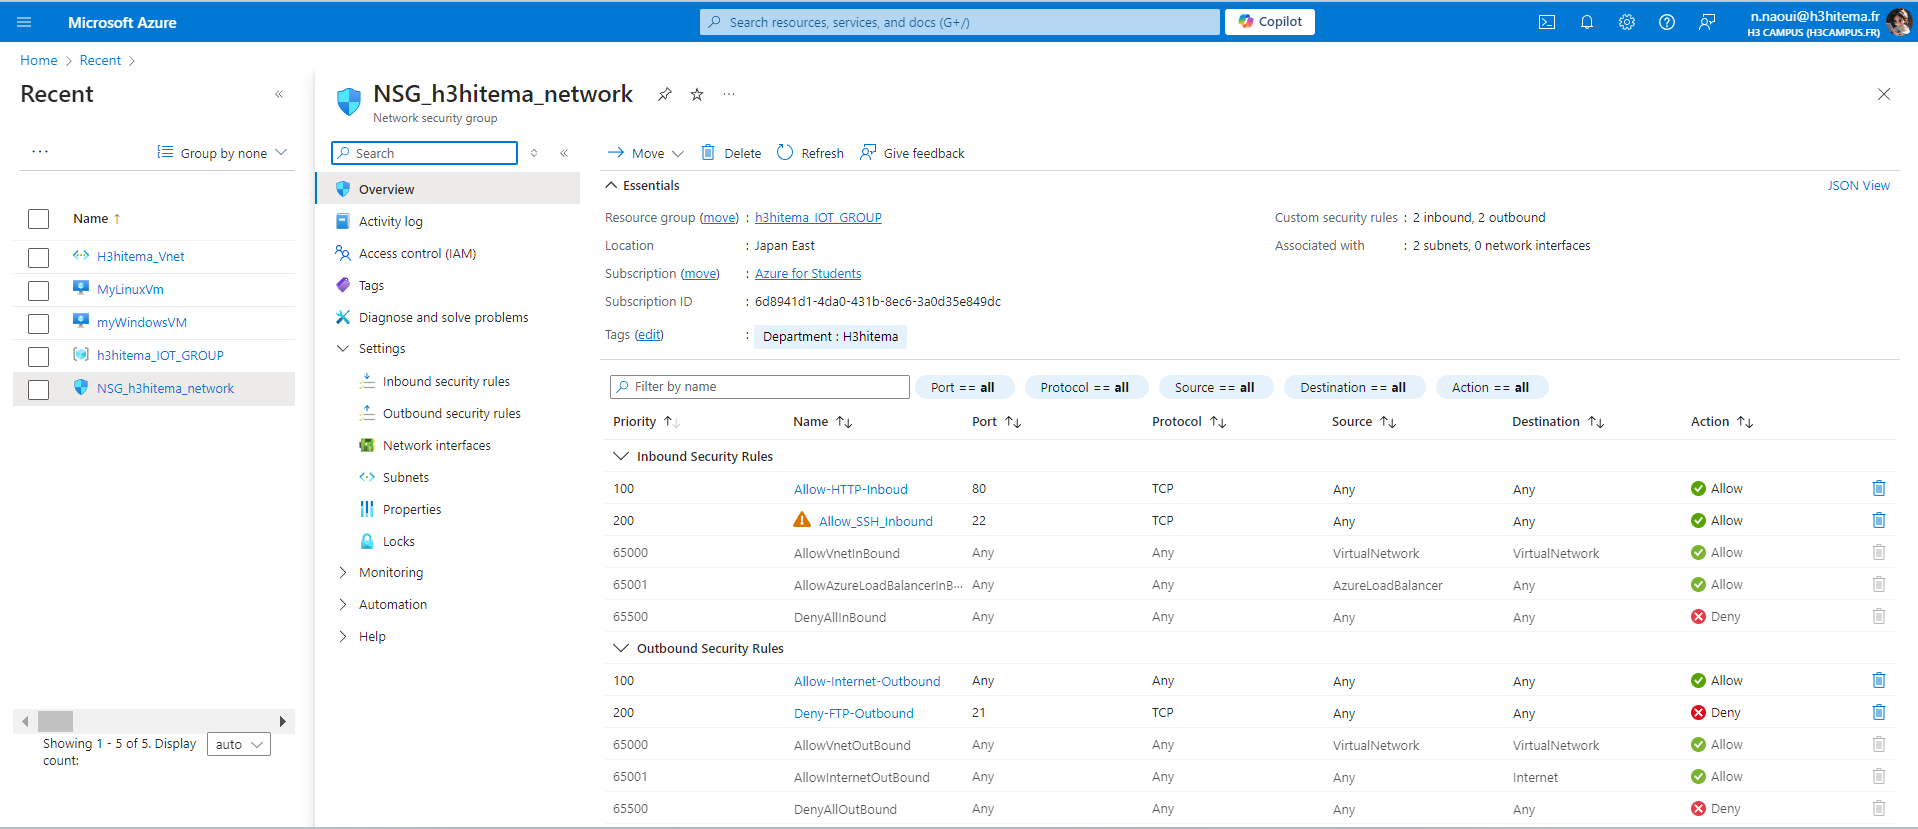 Microsoft Azure
Search resources, services, and docs (G+/)
Copilot
n.naoui@h3hitema.fr
H3 CAMPUS (H3CAMPUS.FR)
Home > Recent >
Recent
«
...
Group by none
Name ↑
H3hitema_Vnet
MyLinuxVm
myWindowsVM
h3hitema_IOT_GROUP
NSG_h3hitema_network
Showing 1 - 5 of 5. Display count:
auto
NSG_h3hitema_network
...
Network security group
Search
«
Overview
Activity log
Access control (IAM)
Tags
Diagnose and solve problems
Settings
Inbound security rules
Outbound security rules
Network interfaces
Subnets
Properties
Locks
Monitoring
Automation
Help
Move Delete Refresh Give feedback
Essentials
JSON View
Resource group (move) : h3hitema_IOT_GROUP
Location : Japan East
Subscription (move) : Azure for Students
Subscription ID : 6d8941d1-4da0-431b-8ec6-3a0d35e849dc
Tags (edit) : Department : H3hitema
Custom security rules : 2 inbound, 2 outbound
Associated with : 2 subnets, 0 network interfaces
Filter by name
Port == all Protocol == all Source == all Destination == all Action == all
Priority ↑↓ Name ↑↓ Port ↑↓ Protocol ↑↓ Source ↑↓ Destination ↑↓ Action ↑↓
Inbound Security Rules
100 Allow-HTTP-Inboud 80 TCP Any Any Allow
200 Allow_SSH_Inbound 22 TCP Any Any Allow
65000 AllowVnetInBound Any Any VirtualNetwork VirtualNetwork Allow
65001 AllowAzureLoadBalancerInB... Any Any AzureLoadBalancer Any Allow
65500 DenyAllInBound Any Any Any Any Deny
Outbound Security Rules
100 Allow-Internet-Outbound Any Any Any Any Allow
200 Deny-FTP-Outbound 21 TCP Any Any Deny
65000 AllowVnetOutBound Any Any VirtualNetwork VirtualNetwork Allow
65001 AllowInternetOutBound Any Any Any Internet Allow
65500 DenyAllOutBound Any Any Any Any Deny